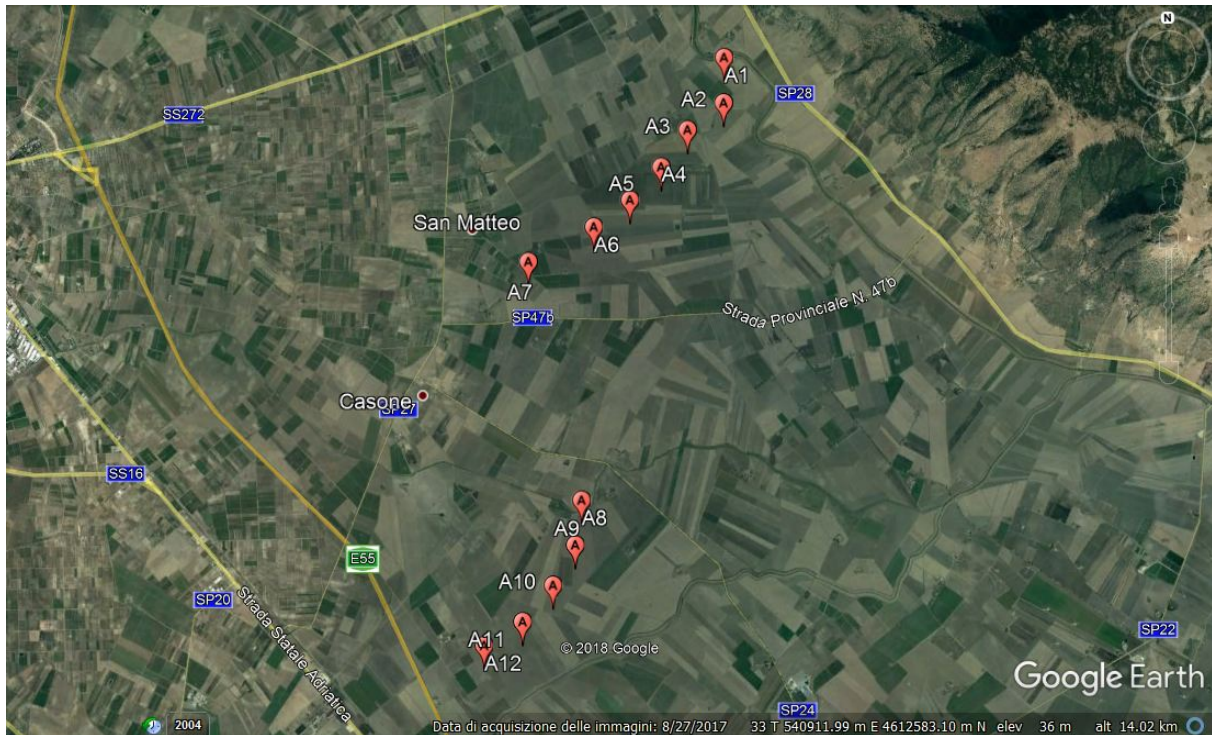 N
A1
SP28
A2
SS272
A3
A4
A5
San Matteo
A6
A7
SP47b
Strada Provinciale N. 47b
Casone
SP27
SS16
A8
A9
E55
A10
SP20
Strada Statale Adriatica
A11
A12
© 2018 Google
SP22
Google Earth
SP24
2004
Data di acquisizione delle immagini: 8/27/2017 33 T 540911.99 m E 4612583.10 m N elev 36 m alt 14.02 km